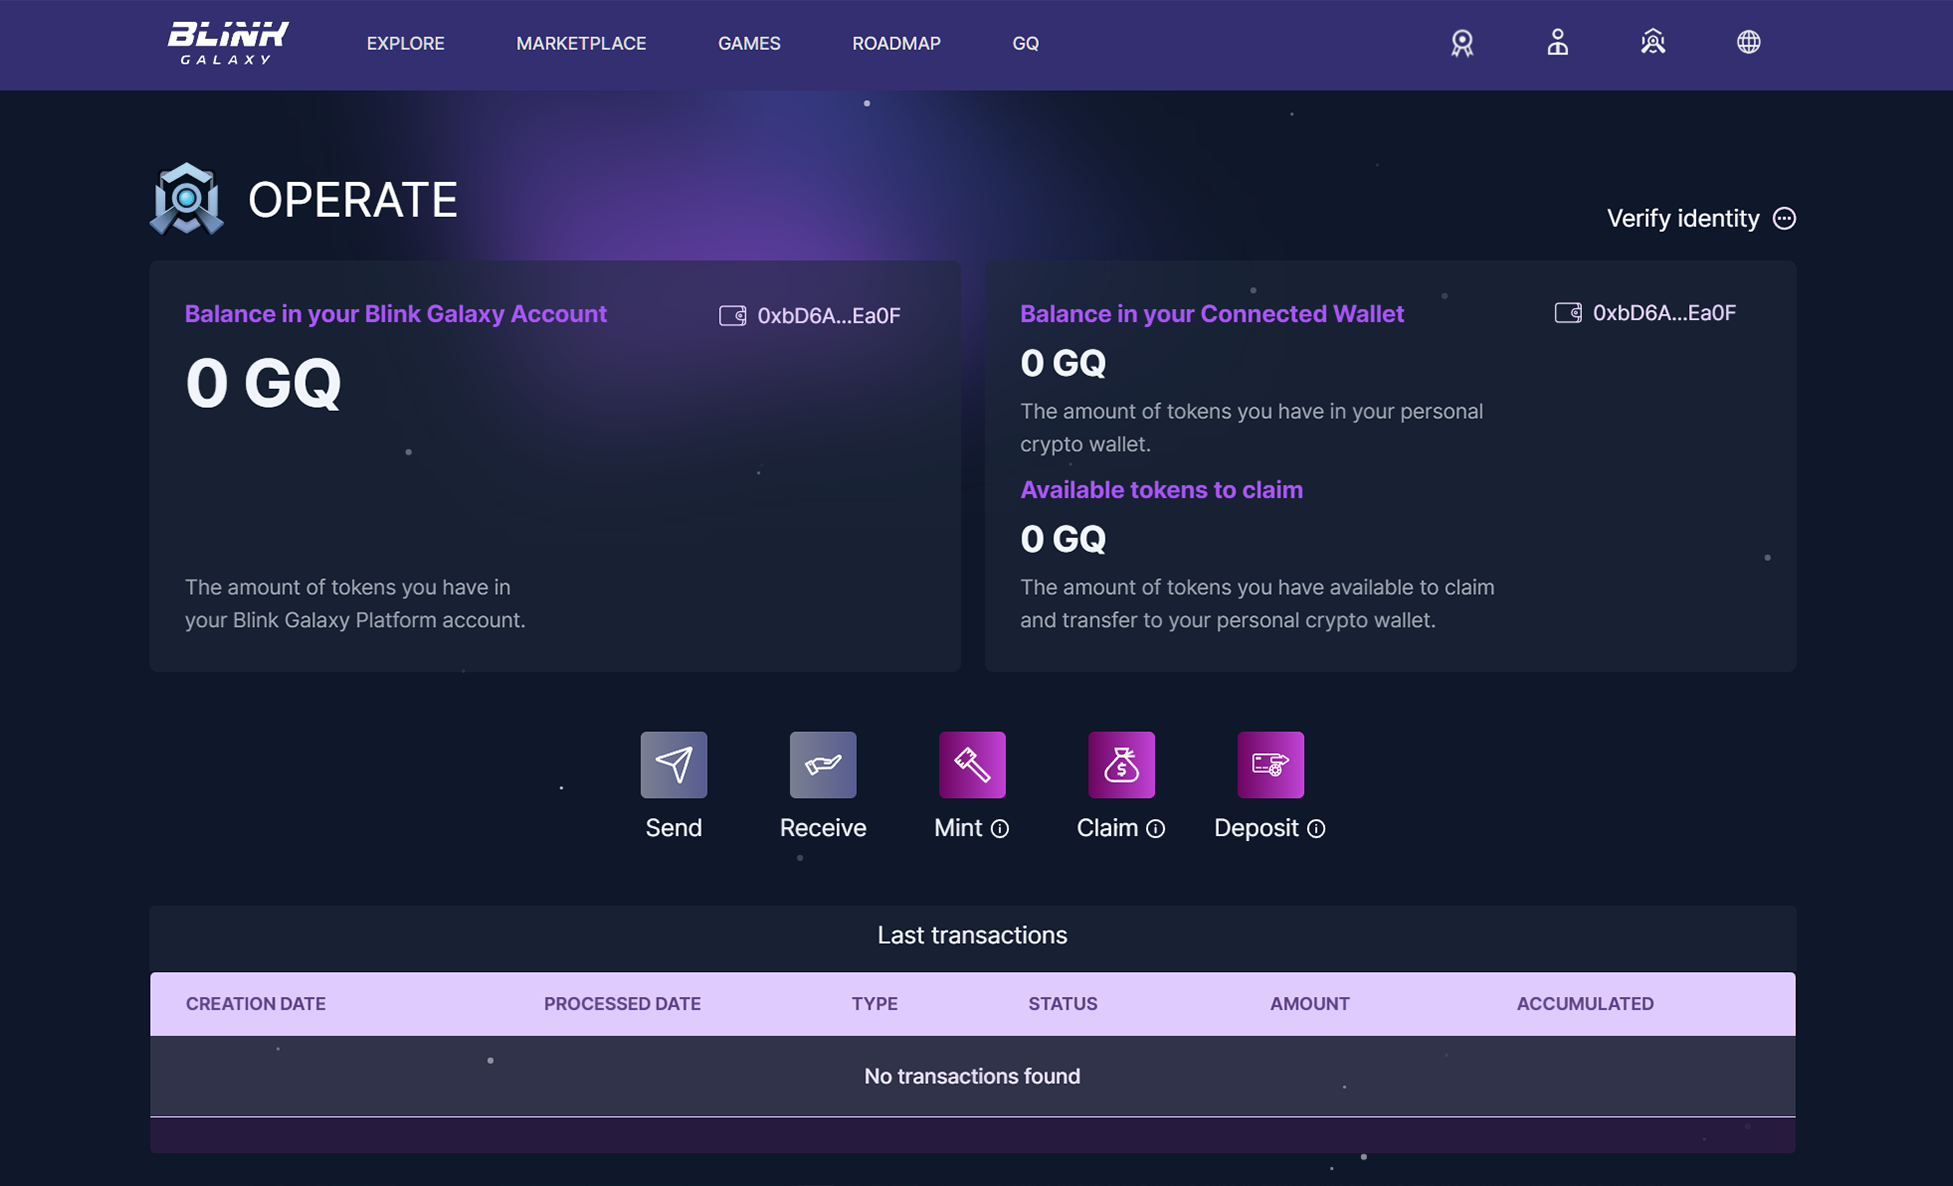 BLINK
GALAXY
EXPLORE
MARKETPLACE
GAMES
ROADMAP
GQ
OPERATE
Verify identity
Balance in your Blink Galaxy Account
0xbD6A...Ea0F
0 GQ
The amount of tokens you have in
your Blink Galaxy Platform account.
Balance in your Connected Wallet
0xbD6A...Ea0F
0 GQ
The amount of tokens you have in your personal
crypto wallet.
Available tokens to claim
0 GQ
The amount of tokens you have available to claim
and transfer to your personal crypto wallet.
Send
Receive
Mint
Claim
Deposit
Last transactions
CREATION DATE
PROCESSED DATE
TYPE
STATUS
AMOUNT
ACCUMULATED
No transactions found